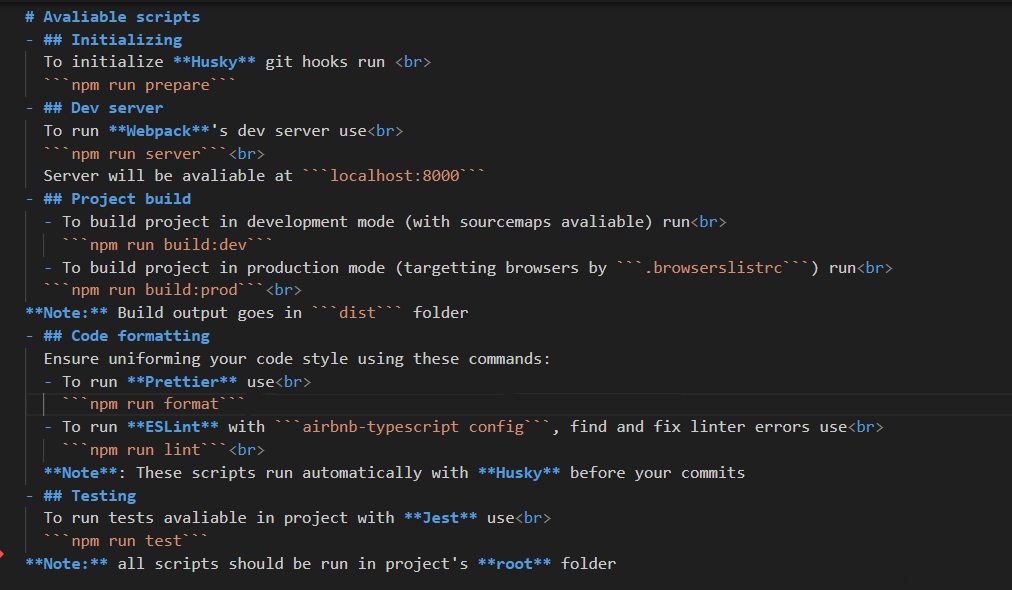 # Avaliable scripts
- ## Initializing
To initialize **Husky** git hooks run <br>
```npm run prepare```
- ## Dev server
To run **Webpack**'s dev server use<br>
```npm run server```<br>
Server will be avaliable at ```localhost:8000```
- ## Project build
- To build project in development mode (with sourcemaps avaliable) run<br>
```npm run build:dev```
- To build project in production mode (targetting browsers by ```.browserslistrc```) run<br>
```npm run build:prod```<br>
**Note:** Build output goes in ```dist``` folder
- ## Code formatting
Ensure uniforming your code style using these commands:
- To run **Prettier** use<br>
```npm run format```
- To run **ESLint** with ```airbnb-typescript config```, find and fix linter errors use<br>
```npm run lint```<br>
**Note**: These scripts run automatically with **Husky** before your commits
- ## Testing
To run tests avaliable in project with **Jest** use<br>
```npm run test```
**Note:** all scripts should be run in project's **root** folder